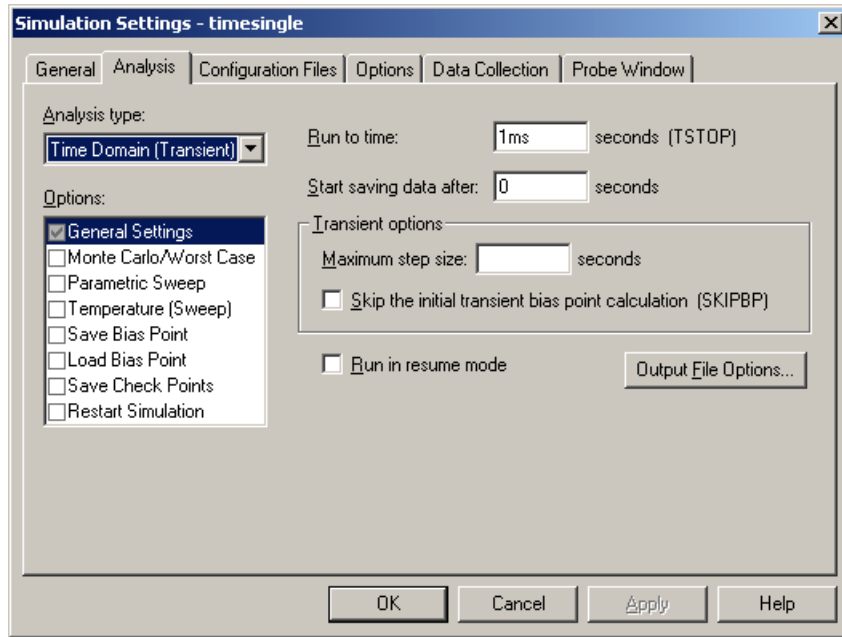 Simulation Settings - timesingle
General Analysis Configuration Files Options Data Collection Probe Window
Analysis type:
Time Domain (Transient)
Options:
General Settings
Monte Carlo/Worst Case
Parametric Sweep
Temperature (Sweep)
Save Bias Point
Load Bias Point
Save Check Points
Restart Simulation
Run to time: 1ms seconds (TSTOP)
Start saving data after: 0 seconds
Transient options
Maximum step size: seconds
Skip the initial transient bias point calculation (SKIPBP)
Run in resume mode
Output File Options...
OK Cancel Apply Help